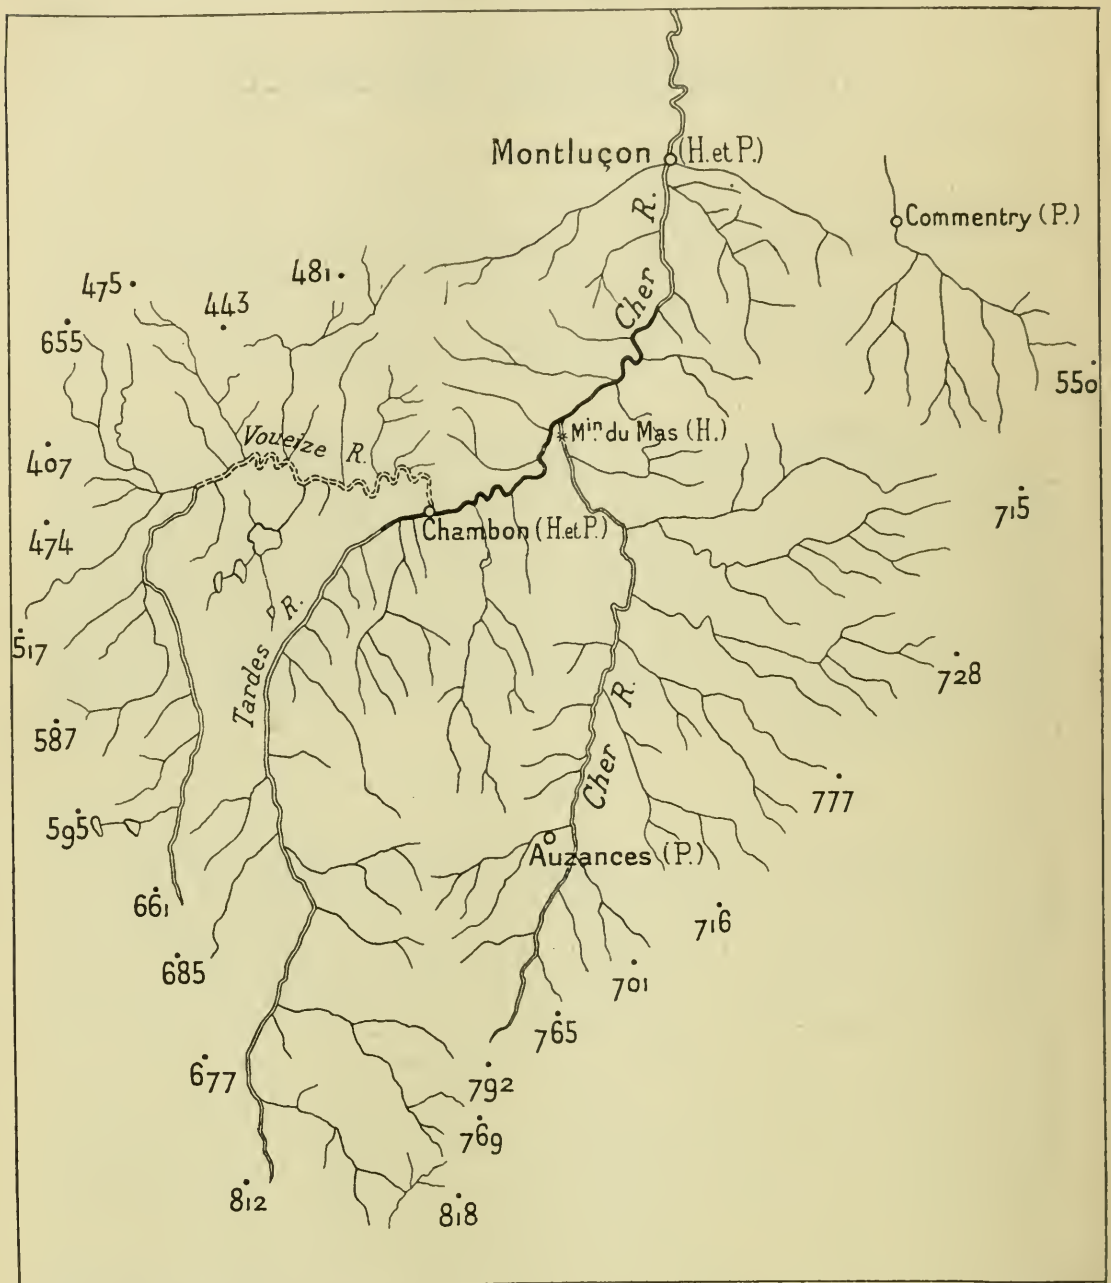 Montluçon (H. et P.)
Commentry (P.)
R.
Cher
481
475
443
655
550
Voueize R.
Min. du Mas (H.)
407
715
474
Chambon (H. et P.)
517
Tardes R.
728
587
Cher R.
777
595
Auzances (P.)
661
716
685
701
765
677
792
769
812
818